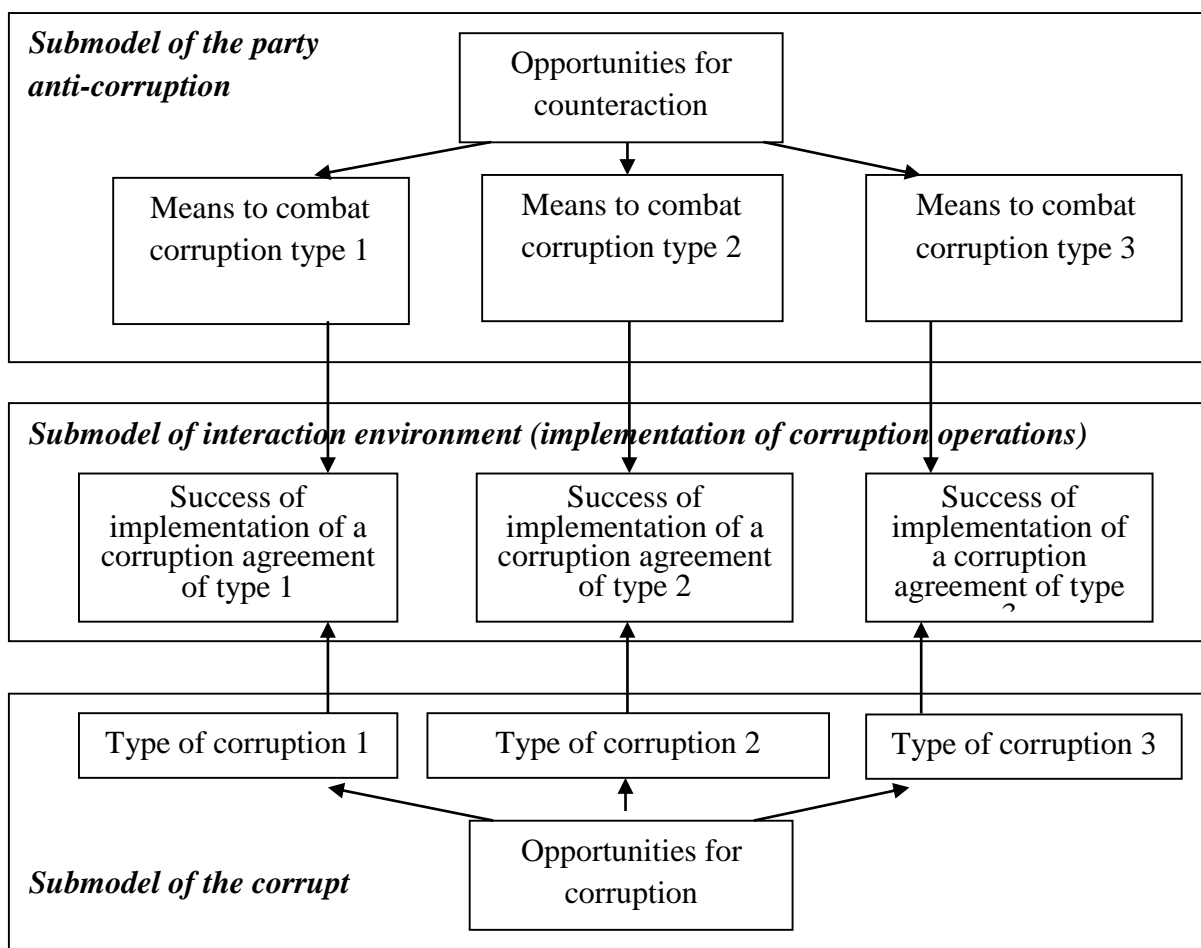 Submodel of the party
anti-corruption
Opportunities for
counteraction
Means to combat
corruption type 1
Means to combat
corruption type 2
Means to combat
corruption type 3
Submodel of interaction environment (implementation of corruption operations)
Success of
implementation of a
corruption agreement
of type 1
Success of
implementation of a
corruption agreement
of type 2
Success of
implementation of
a corruption
agreement of type
Type of corruption 1
Type of corruption 2
Type of corruption 3
Opportunities for
corruption
Submodel of the corrupt